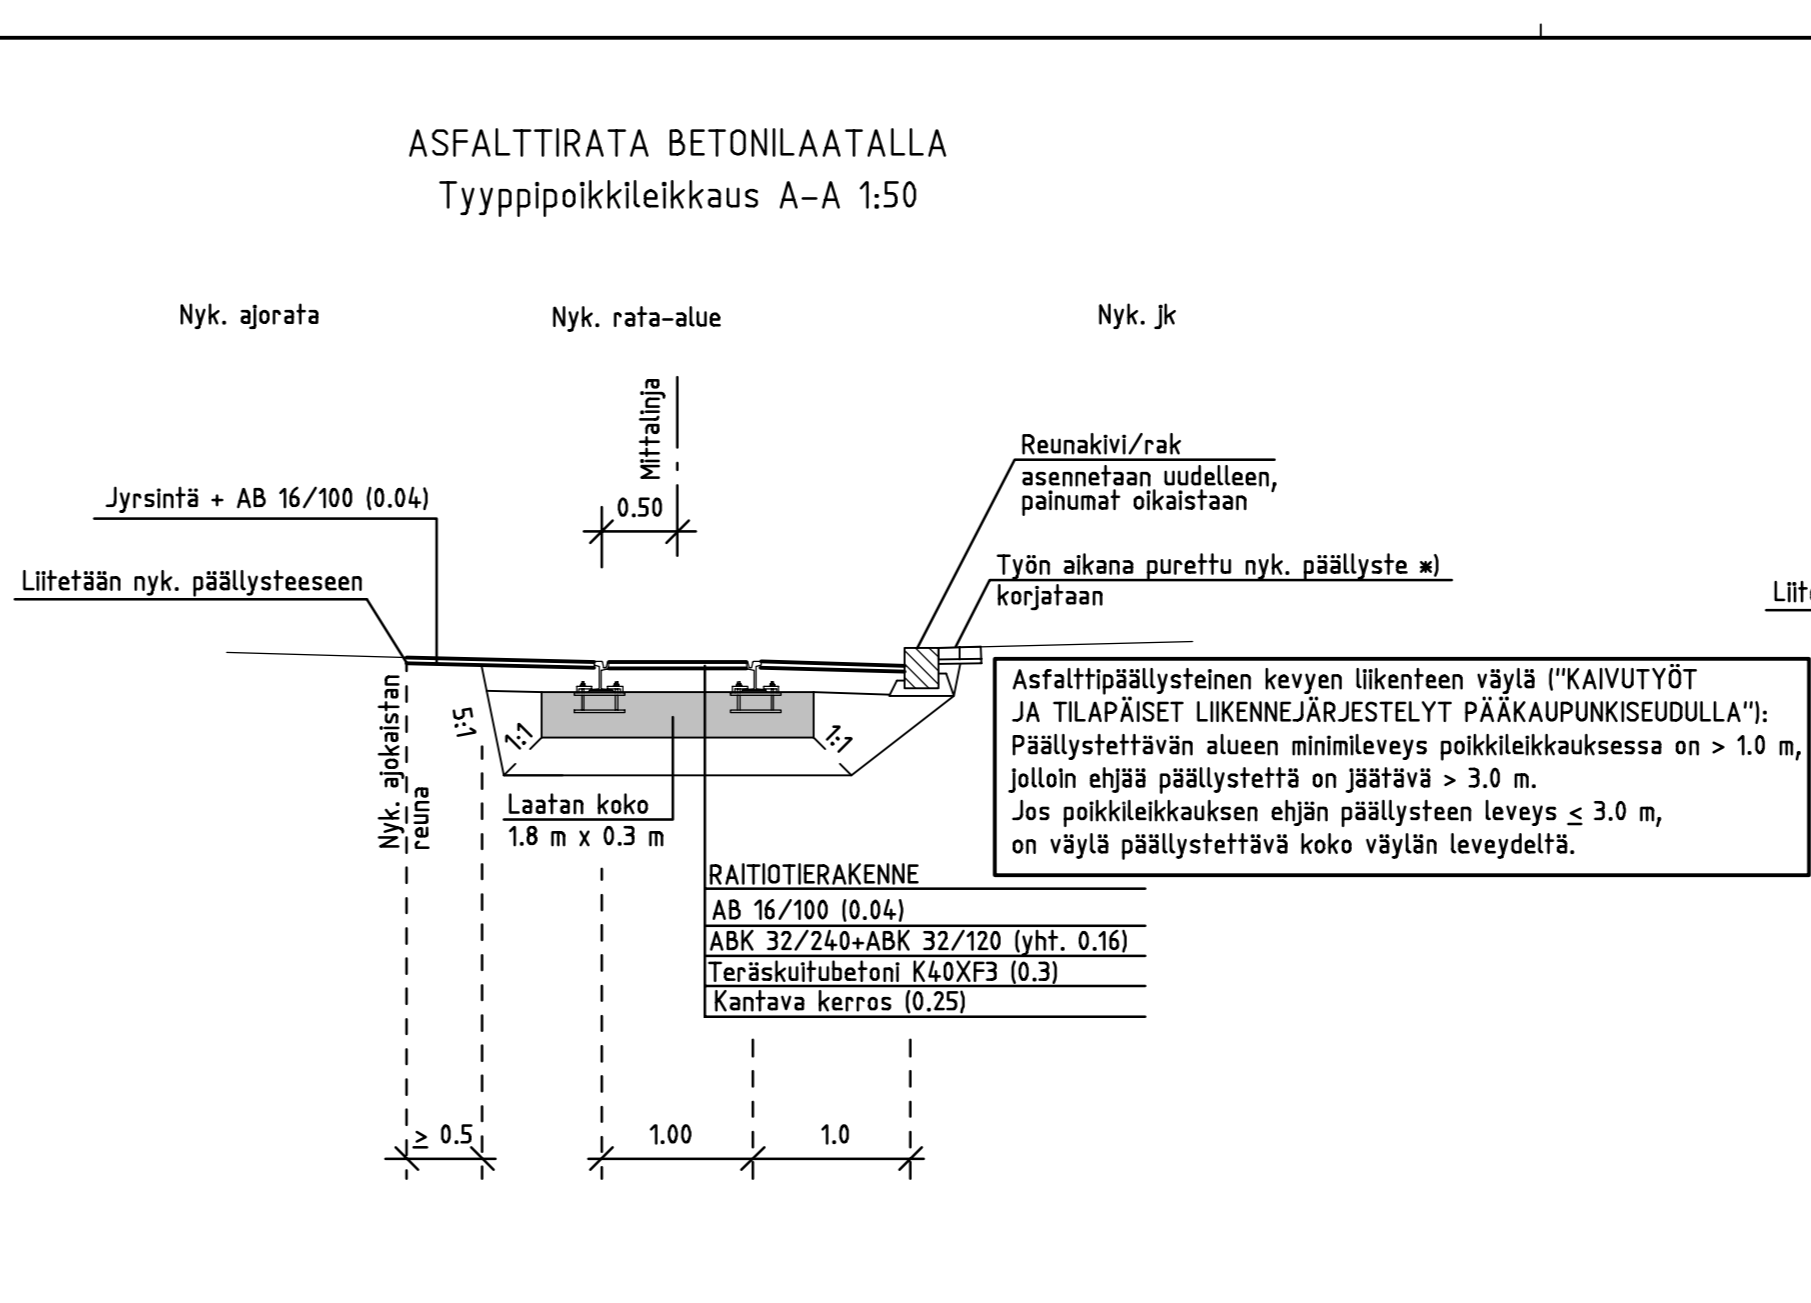 ASFALTTIRATA BETONILAATALLA
Tyyppipoikkileikkaus A-A 1:50
Nyk. ajorata
Nyk. rata-alue
Nyk. jk
Mittalinja
0.50
Jyrsintä + AB 16/100 (0.04)
Liitetään nyk. päällysteeseen
Reunakivi/rak
asennetaan uudelleen,
painumat oikaistaan
Työn aikana purettu nyk. päällyste *)
korjataan
Nyk. ajokaistan
reuna
5:1
1:1
1:1
Laatan koko
1.8 m x 0.3 m
Asfalttipäällysteinen kevyen liikenteen väylä ("KAIVUTYÖT
JA TILAPÄISET LIIKENNEJÄRJESTELYT PÄÄKAUPUNKISEUDULLA"):
Päällystettävän alueen minimileveys poikkileikkauksessa on > 1.0 m,
jolloin ehjää päällystettä on jäätävä > 3.0 m.
Jos poikkileikkauksen ehjän päällysteen leveys ≤ 3.0 m,
on väylä päällystettävä koko väylän leveydeltä.
RAITIOTIERAKENNE
AB 16/100 (0.04)
ABK 32/240+ABK 32/120 (yht. 0.16)
Teräskuitubetoni K40XF3 (0.3)
Kantava kerros (0.25)
≥ 0.5
1.00
1.0